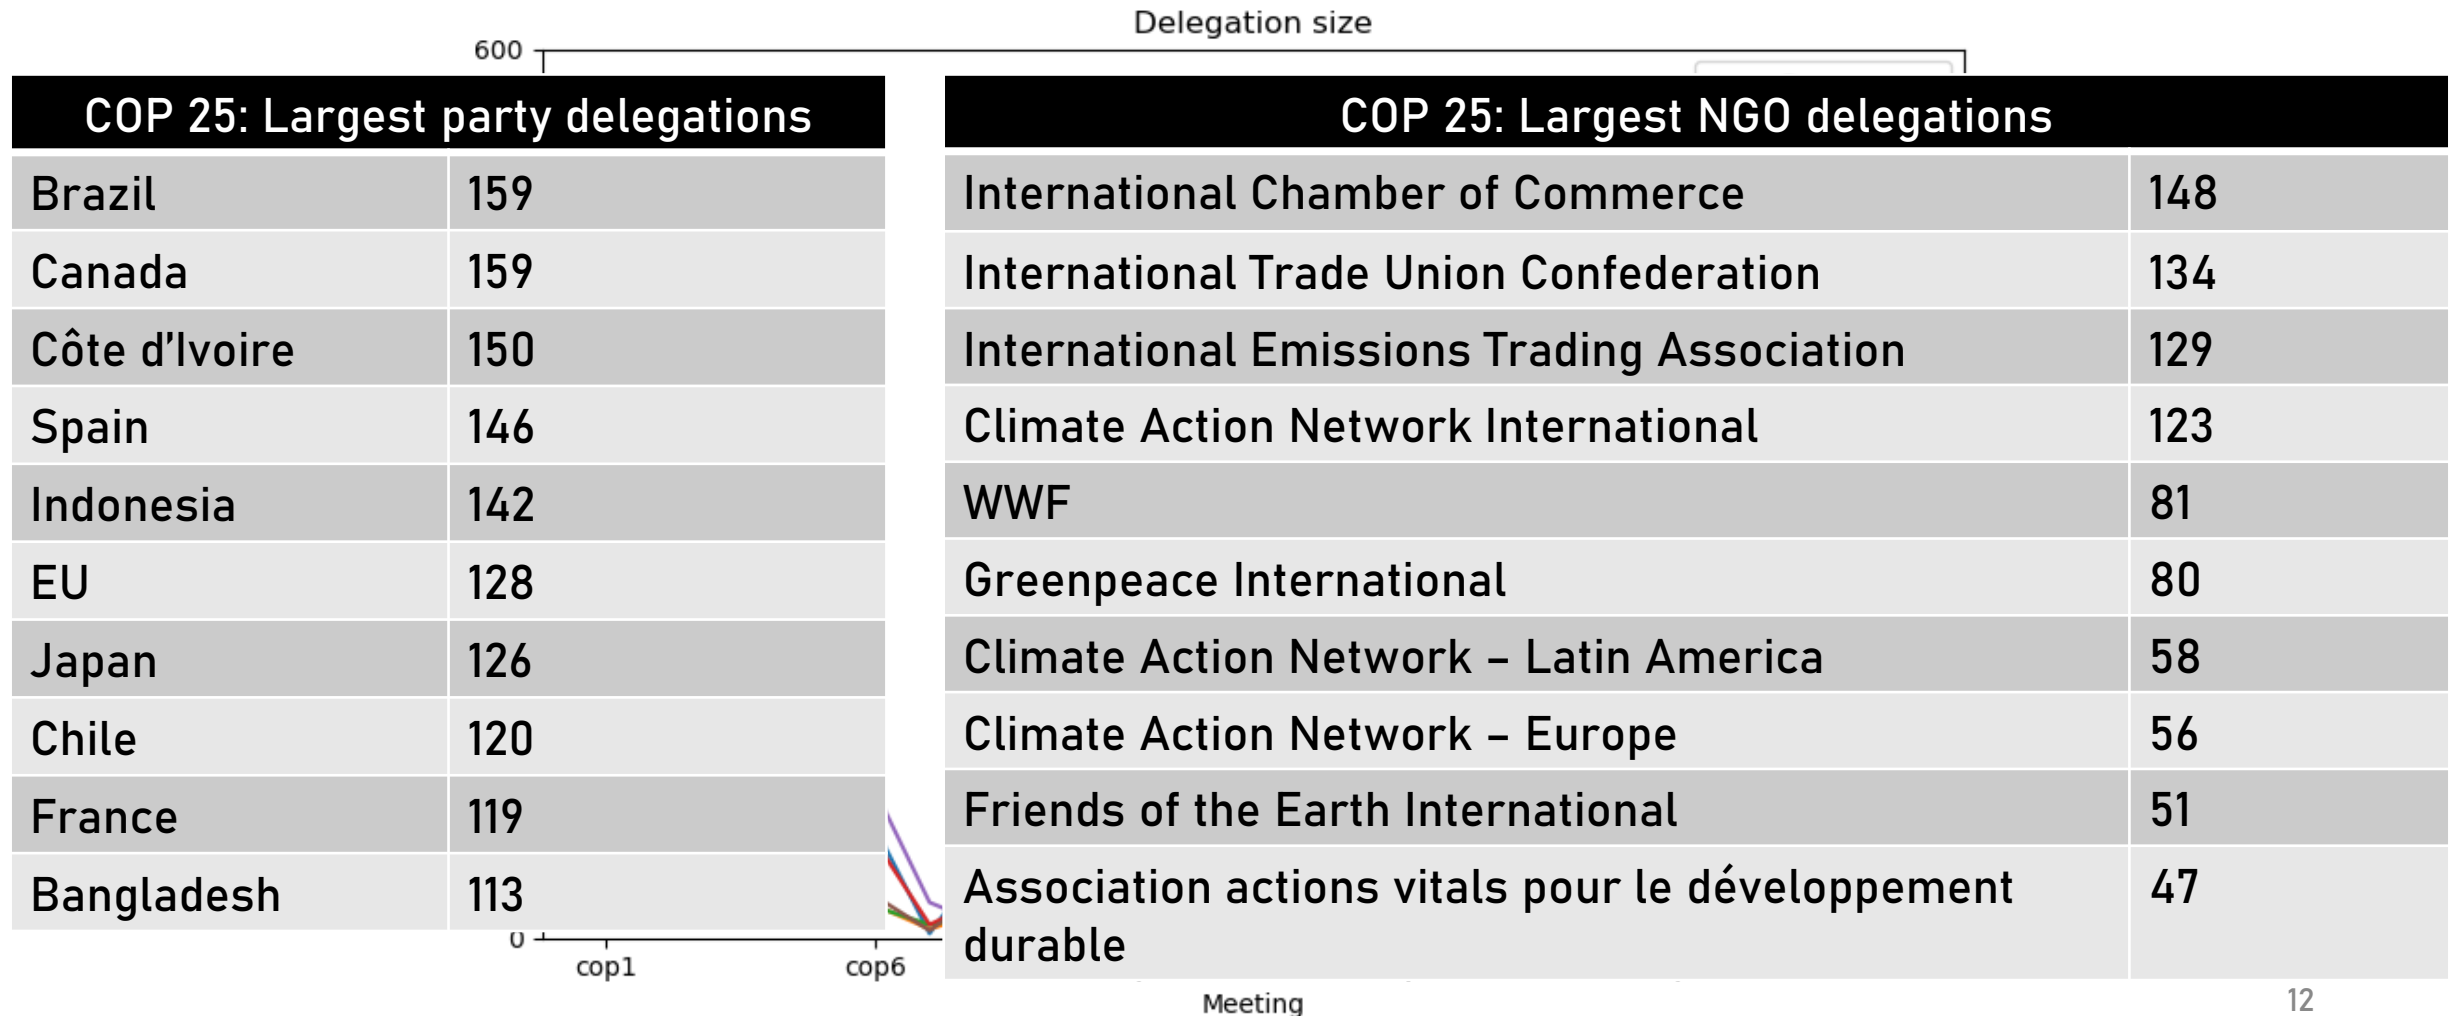 Delegation size
600
COP 25: Largest party delegations
Brazil 159
Canada 159
Côte d’Ivoire 150
Spain 146
Indonesia 142
EU 128
Japan 126
Chile 120
France 119
Bangladesh 113
COP 25: Largest NGO delegations
International Chamber of Commerce 148
International Trade Union Confederation 134
International Emissions Trading Association 129
Climate Action Network International 123
WWF 81
Greenpeace International 80
Climate Action Network – Latin America 58
Climate Action Network – Europe 56
Friends of the Earth International 51
Association actions vitals pour le développement 47
durable
0
cop1 cop6
Meeting
12